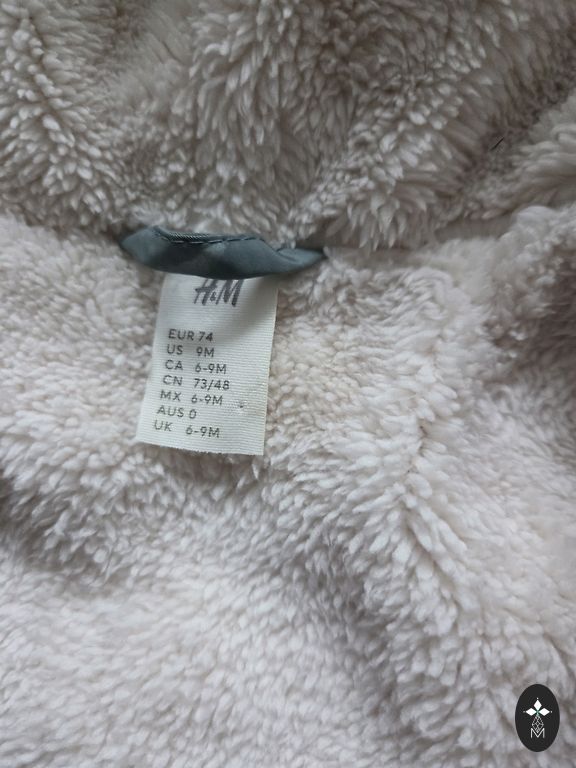 H&M
EUR 74
US 9M
CA 6-9M
CN 73/48
MX 6-9M
AUS 0
UK 6-9M
M